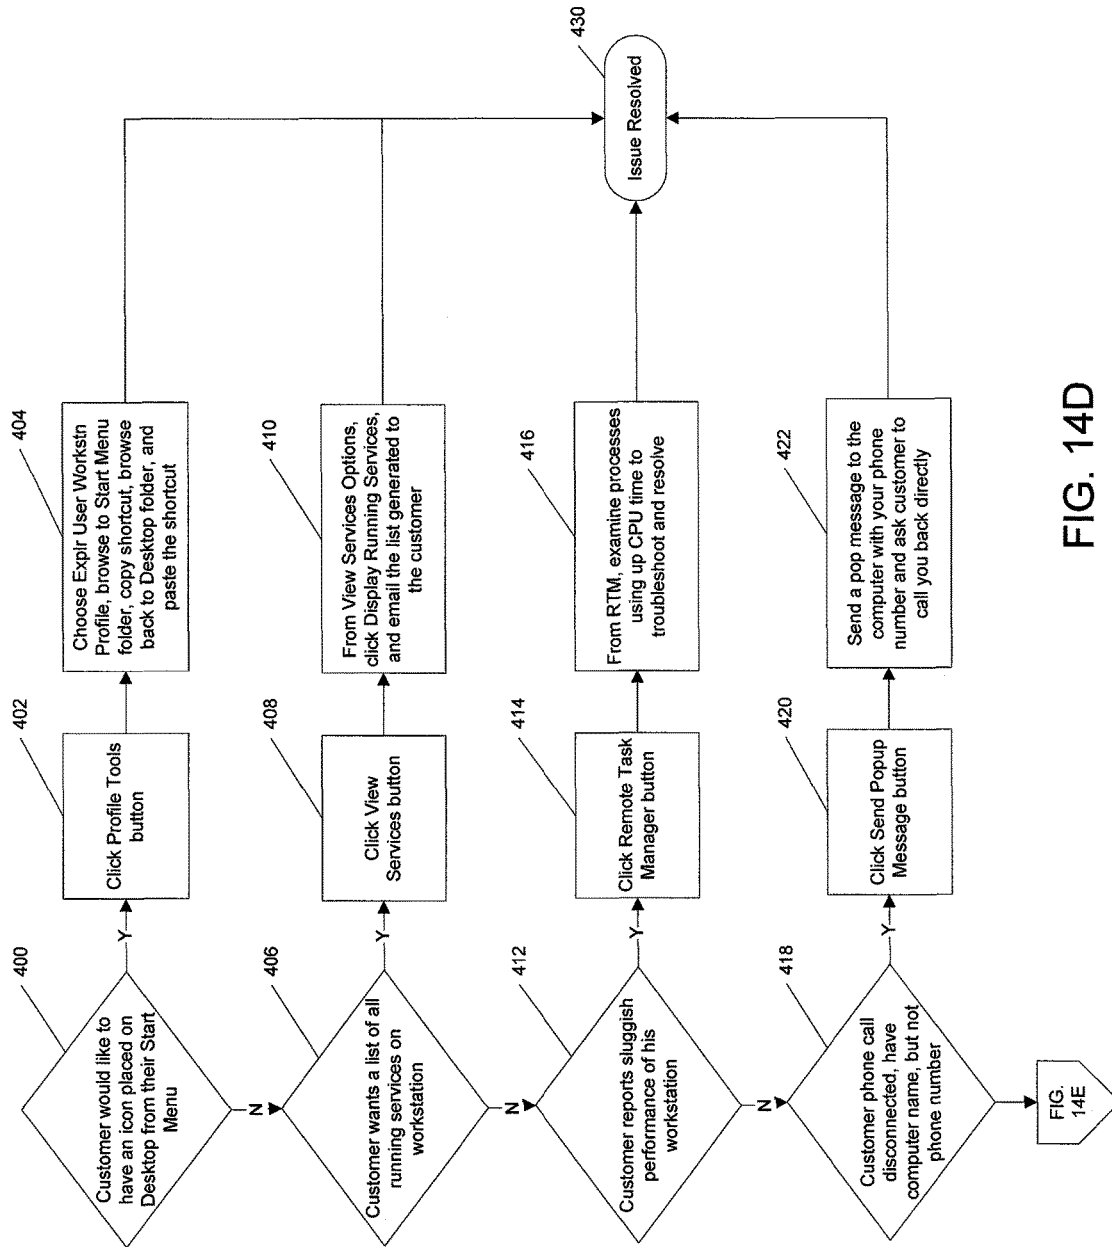 400
Customer would like to
have an icon placed on
Desktop from their Start
Menu
Y
402
Click Profile Tools
button
404
Choose Explr User Workstn
Profile, browse to Start Menu
folder, copy shortcut, browse
back to Desktop folder, and
paste the shortcut
N
406
Customer wants a list of all
running services on
workstation
Y
408
Click View
Services button
410
From View Services Options,
click Display Running Services,
and email the list generated to
the customer
N
412
Customer reports sluggish
performance of his
workstation
Y
414
Click Remote Task
Manager button
416
From RTM, examine processes
using up CPU time to
troubleshoot and resolve
430
Issue Resolved
N
418
Customer phone call
disconnected, have
computer name, but not
phone number
Y
420
Click Send Popup
Message button
422
Send a pop message to the
computer with your phone
number and ask customer to
call you back directly
FIG.
14E
FIG. 14D